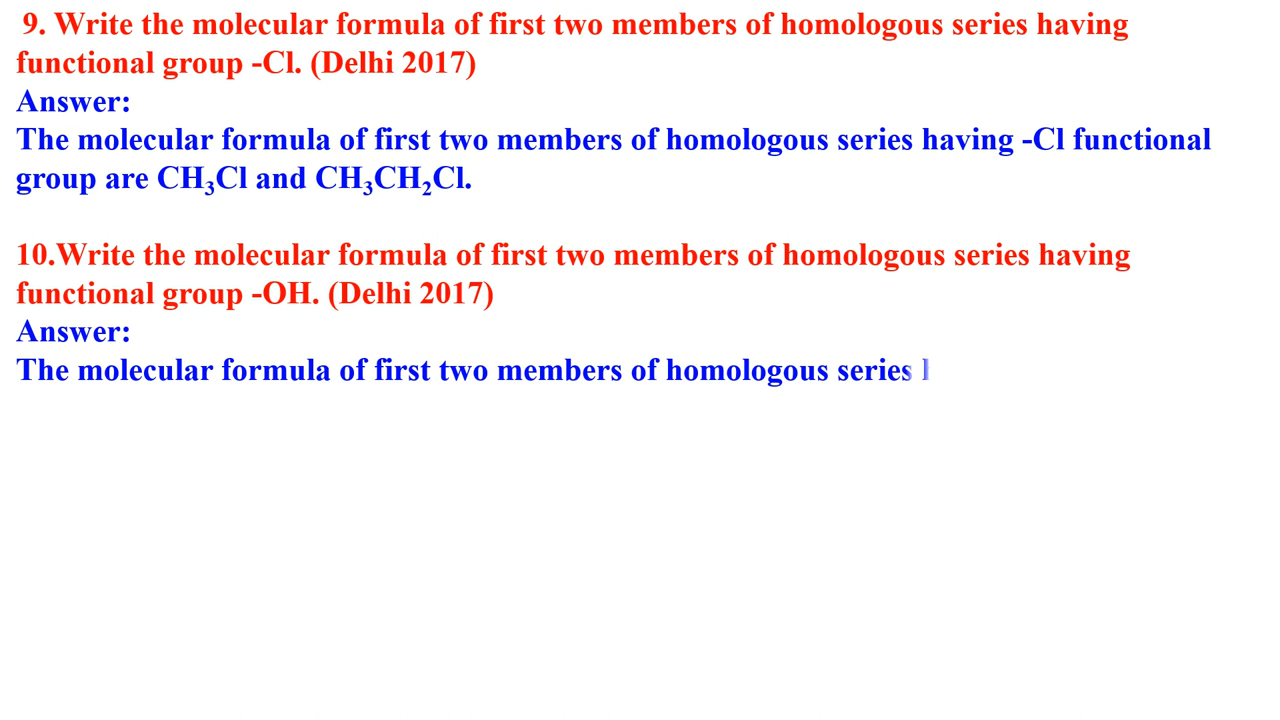 9. Write the molecular formula of first two members of homologous series having
functional group -Cl. (Delhi 2017)
Answer:
The molecular formula of first two members of homologous series having -Cl functional
group are CH₃Cl and CH₃CH₂Cl.
10.Write the molecular formula of first two members of homologous series having
functional group -OH. (Delhi 2017)
Answer:
The molecular formula of first two members of homologous series